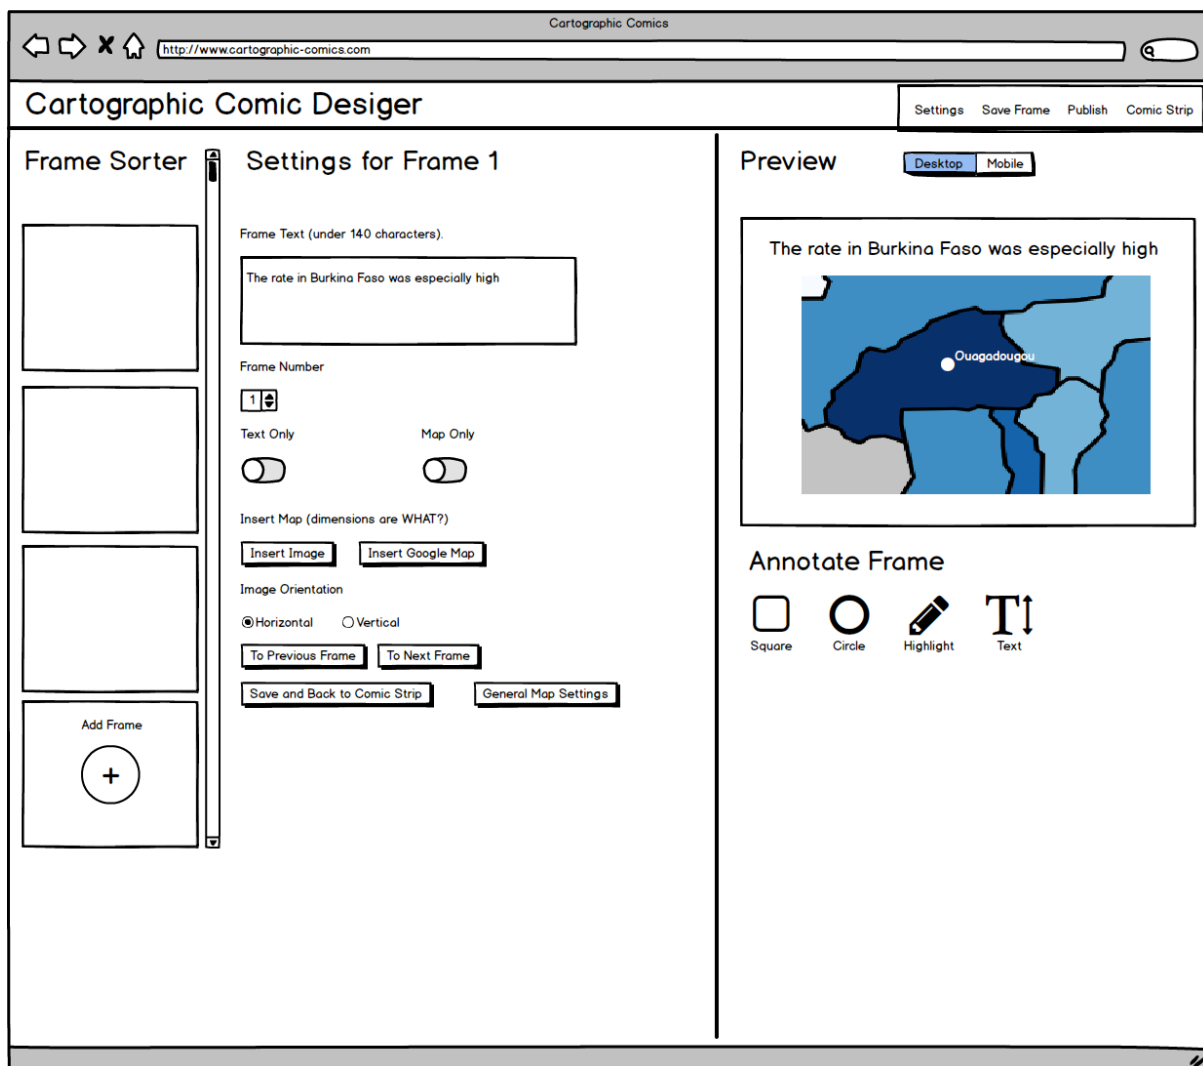 Cartographic Comics
http://www.cartographic-comics.com
Cartographic Comic Desiger
Settings Save Frame Publish Comic Strip
Frame Sorter
Settings for Frame 1
Preview
Desktop Mobile
Frame Text (under 140 characters).
The rate in Burkina Faso was especially high
Frame Number
1
Text Only Map Only
Insert Map (dimensions are WHAT?)
Insert Image Insert Google Map
Image Orientation
Horizontal Vertical
To Previous Frame To Next Frame
Save and Back to Comic Strip General Map Settings
Add Frame
+
The rate in Burkina Faso was especially high
Ouagadougou
Annotate Frame
T
Square Circle Highlight Text